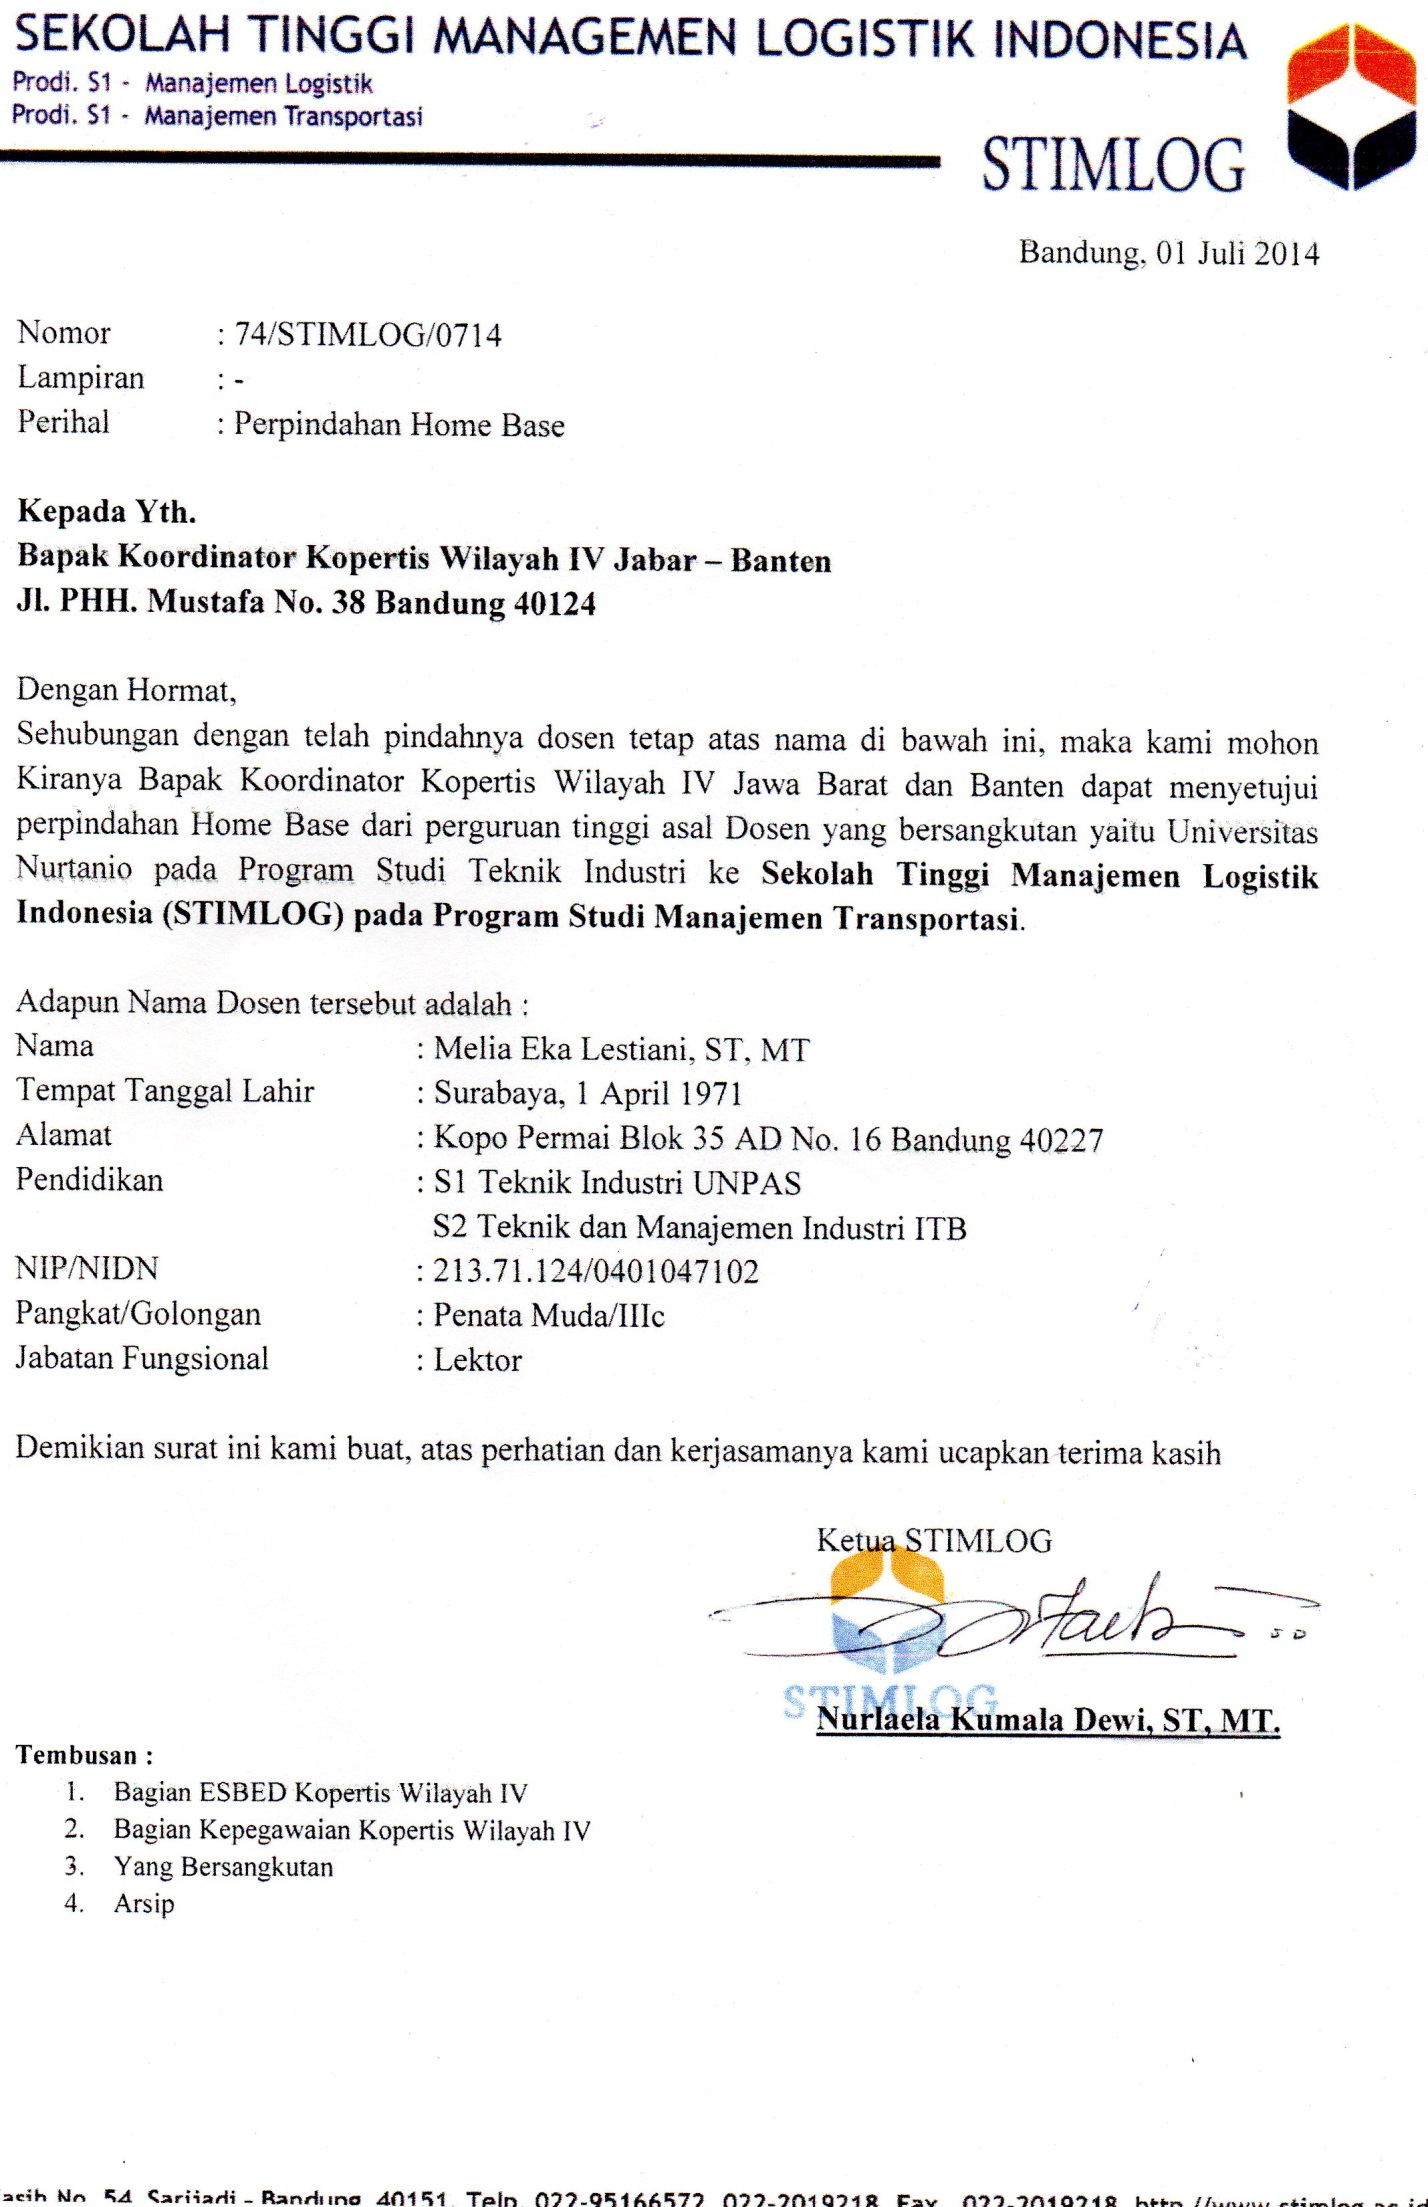 SEKOLAH TINGGI MANAGEMEN LOGISTIK INDONESIA
Prodi. S1 - Manajemen Logistik
Prodi. S1 - Manajemen Transportasi
STIMLOG
Bandung, 01 Juli 2014
Nomor : 74/STIMLOG/0714
Lampiran : -
Perihal : Perpindahan Home Base
Kepada Yth.
Bapak Koordinator Kopertis Wilayah IV Jabar – Banten
Jl. PHH. Mustafa No. 38 Bandung 40124
Dengan Hormat,
Sehubungan dengan telah pindahnya dosen tetap atas nama di bawah ini, maka kami mohon
Kiranya Bapak Koordinator Kopertis Wilayah IV Jawa Barat dan Banten dapat menyetujui
perpindahan Home Base dari perguruan tinggi asal Dosen yang bersangkutan yaitu Universitas
Nurtanio pada Program Studi Teknik Industri ke Sekolah Tinggi Manajemen Logistik
Indonesia (STIMLOG) pada Program Studi Manajemen Transportasi.
Adapun Nama Dosen tersebut adalah :
Nama : Melia Eka Lestiani, ST, MT
Tempat Tanggal Lahir : Surabaya, 1 April 1971
Alamat : Kopo Permai Blok 35 AD No. 16 Bandung 40227
Pendidikan : S1 Teknik Industri UNPAS
S2 Teknik dan Manajemen Industri ITB
NIP/NIDN : 213.71.124/0401047102
Pangkat/Golongan : Penata Muda/IIIc
Jabatan Fungsional : Lektor
Demikian surat ini kami buat, atas perhatian dan kerjasamanya kami ucapkan terima kasih
Ketua STIMLOG
STIMLOG
Nurlaela Kumala Dewi, ST, MT.
Tembusan :
1. Bagian ESBED Kopertis Wilayah IV
2. Bagian Kepegawaian Kopertis Wilayah IV
3. Yang Bersangkutan
4. Arsip
No. 54 Sarijadi - Bandung 40151 Telp. 022-95166572, 022-2019218 Fax. 022-2019218